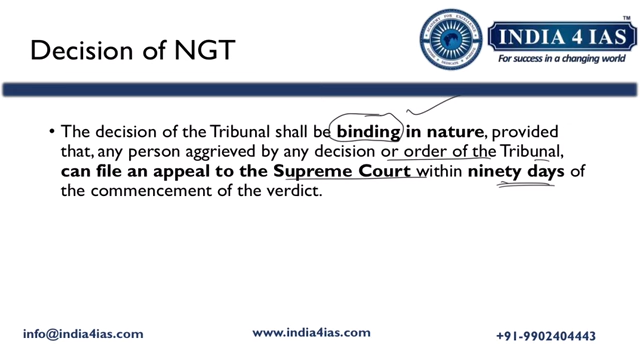 Decision of NGT
INDIA 4 IAS
TM
For success in a changing world
• The decision of the Tribunal shall be binding in nature, provided
that, any person aggrieved by any decision or order of the Tribunal,
can file an appeal to the Supreme Court within ninety days of
the commencement of the verdict.
info@india4ias.com
www.india4ias.com
+91-9902404443